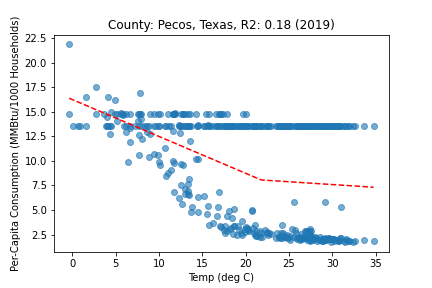 County: Pecos, Texas, R2: 0.18 (2019)
Per-Capita Consumption (MMBtu/1000 Households)
22.5
20.0
17.5
15.0
12.5
10.0
7.5
5.0
2.5
0 5 10 15 20 25 30 35
Temp (deg C)